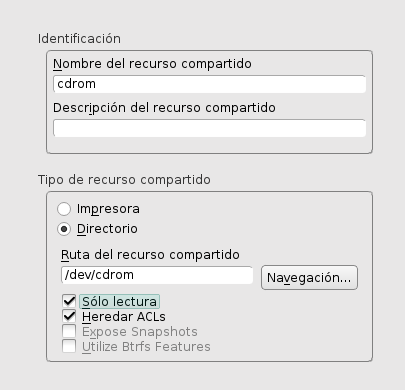 Identificación
Nombre del recurso compartido
cdrom
Descripción del recurso compartido
Tipo de recurso compartido
Impresora
Directorio
Ruta del recurso compartido
/dev/cdrom
Navegación...
Sólo lectura
Heredar ACLs
Expose Snapshots
Utilize Btrfs Features